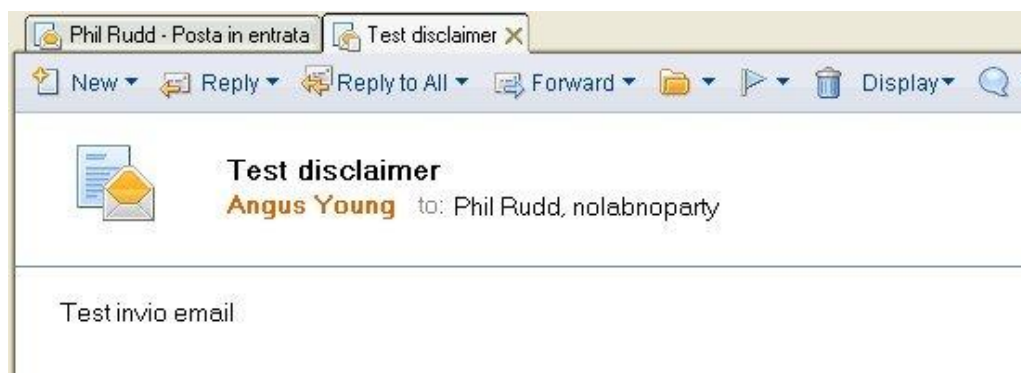 Phil Rudd - Posta in entrata Test disclaimer
New Reply Reply to All Forward Display
Test disclaimer
Angus Young to: Phil Rudd, nolabnoparty
Test invio email